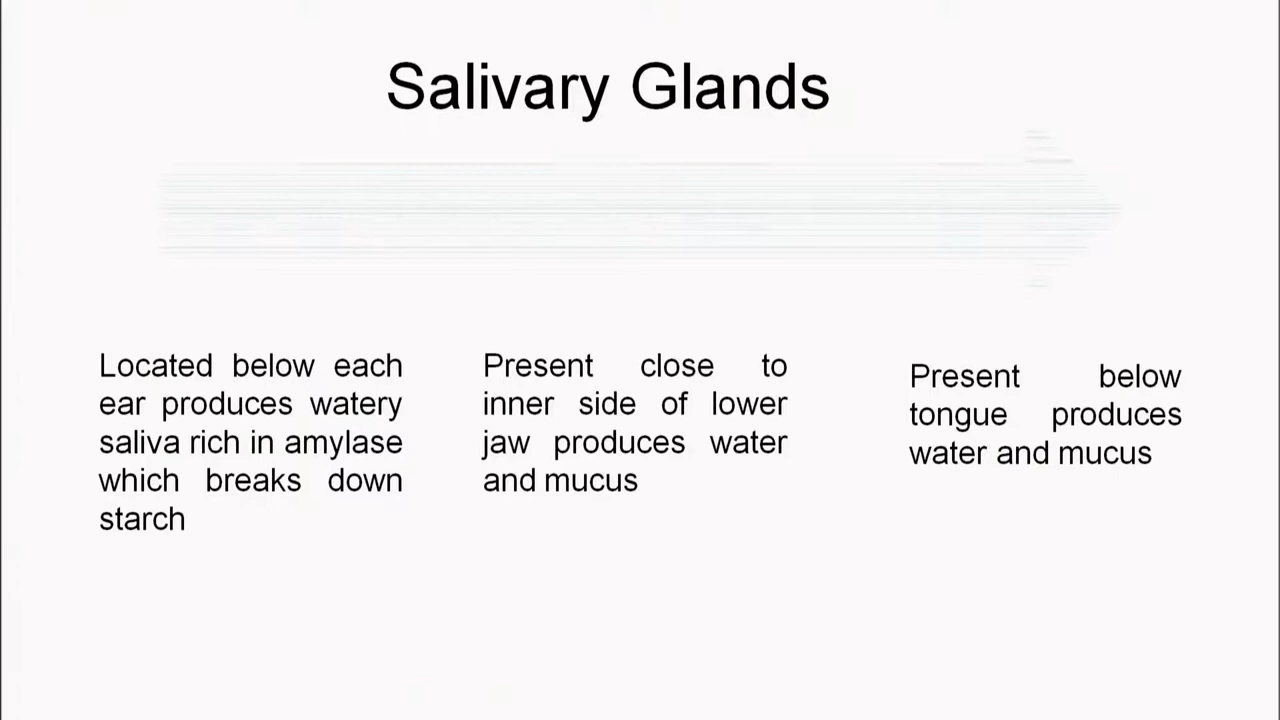 Salivary Glands
Located below each
ear produces watery
saliva rich in amylase
which breaks down
starch
Present close to
inner side of lower
jaw produces water
and mucus
Present below
tongue produces
water and mucus